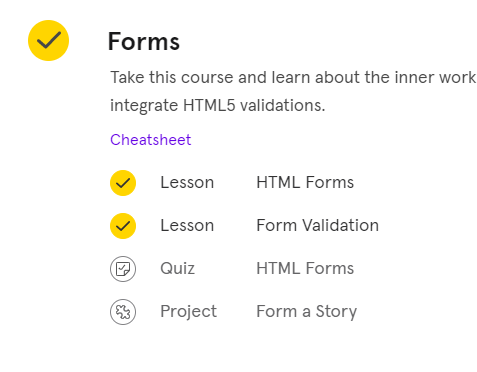 Forms
Take this course and learn about the inner work
integrate HTML5 validations.
Cheatsheet
Lesson HTML Forms
Lesson Form Validation
Quiz HTML Forms
Project Form a Story